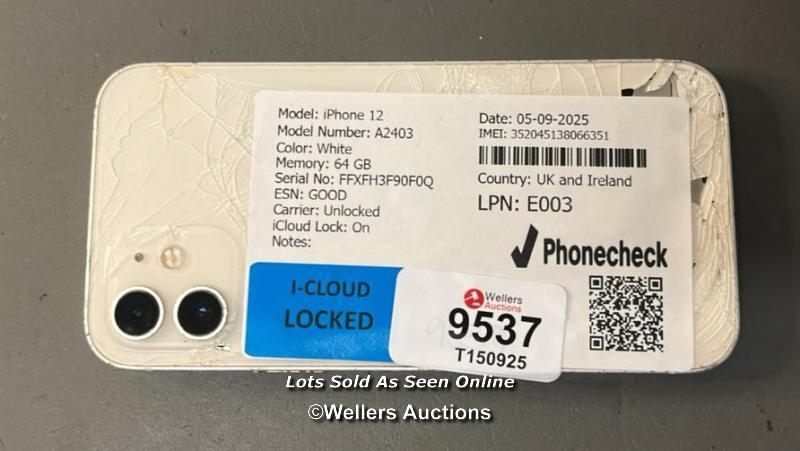 Model: iPhone 12
Model Number: A2403
Color: White
Memory: 64 GB
Serial No: FFXFH3F90F0Q
ESN: GOOD
Carrier: Unlocked
iCloud Lock: On
Notes:
Date: 05-09-2025
IMEI: 352045138066351
Country: UK and Ireland
LPN: E003
Phonecheck
I-CLOUD
LOCKED
Wellers
Auctions
9537
T150925
Lots Sold As Seen Online
©Wellers Auctions